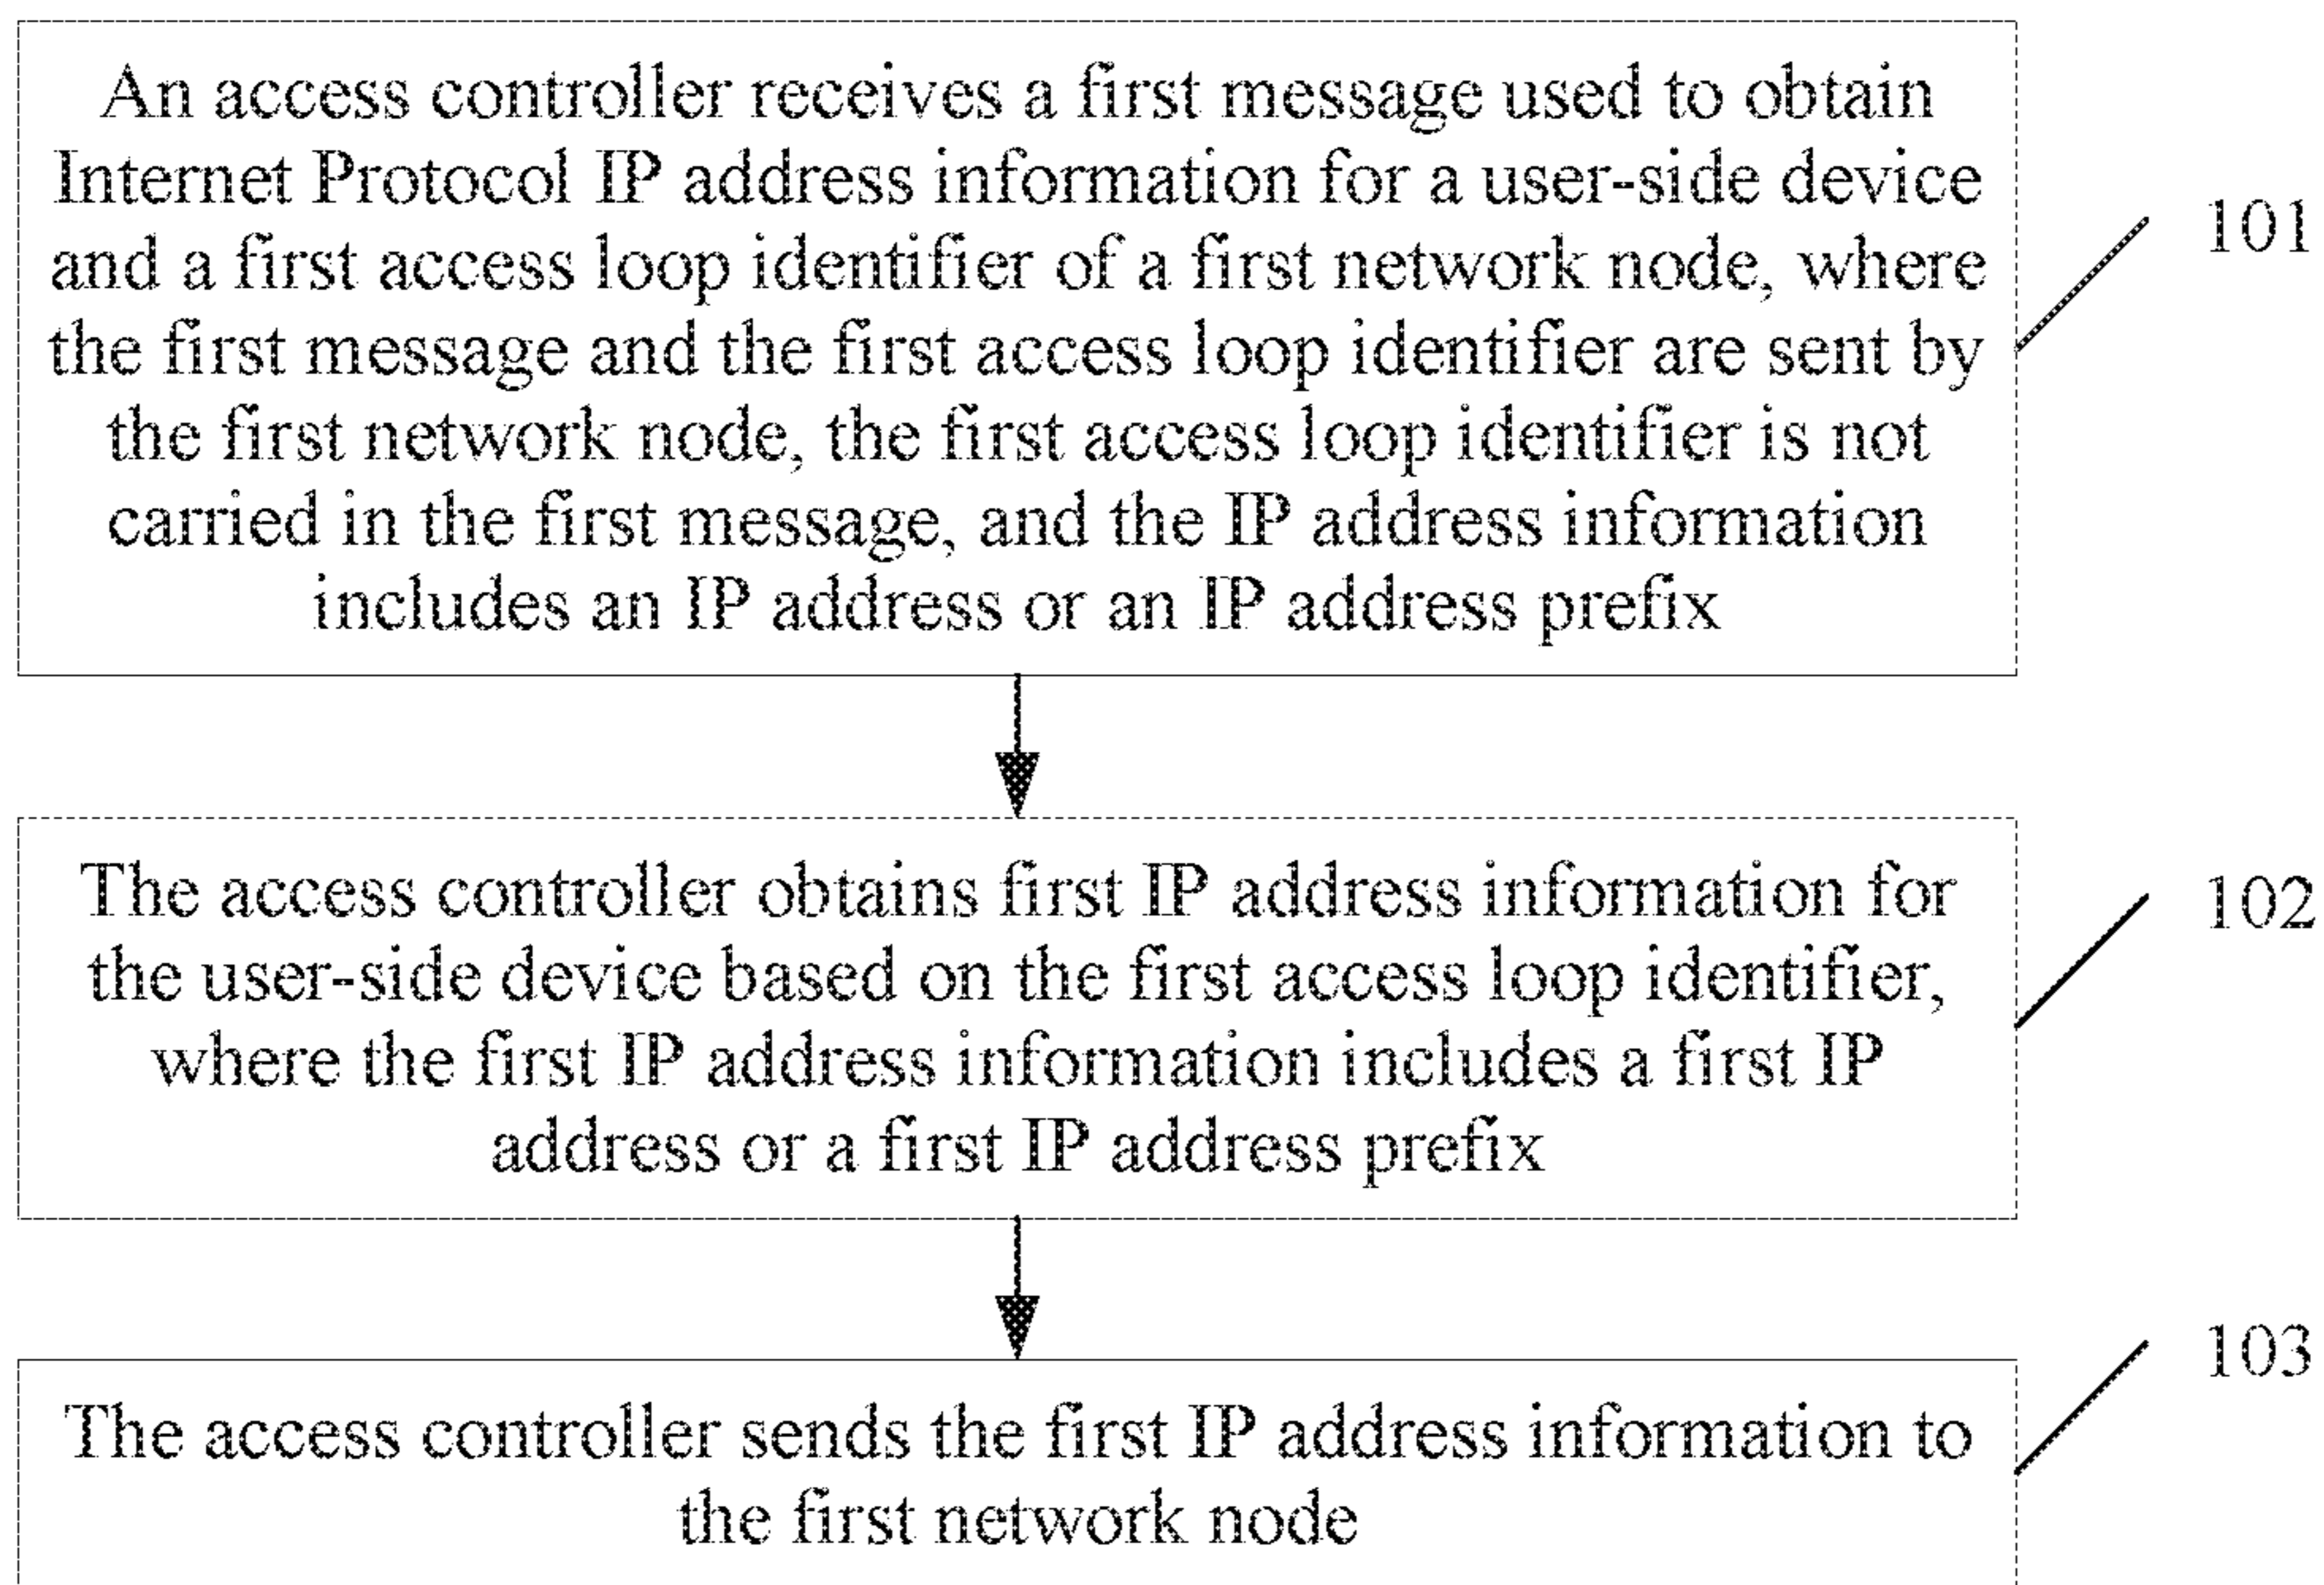 An access controller receives a first message used to obtain
Internet Protocol IP address information for a user-side device
and a first access loop identifier of a first network node, where
the first message and the first access loop identifier are sent by
the first network node, the first access loop identifier is not
carried in the first message, and the IP address information
includes an IP address or an IP address prefix
101
The access controller obtains first IP address information for
the user-side device based on the first access loop identifier,
where the first IP address information includes a first IP
address or a first IP address prefix
102
The access controller sends the first IP address information to
the first network node
103